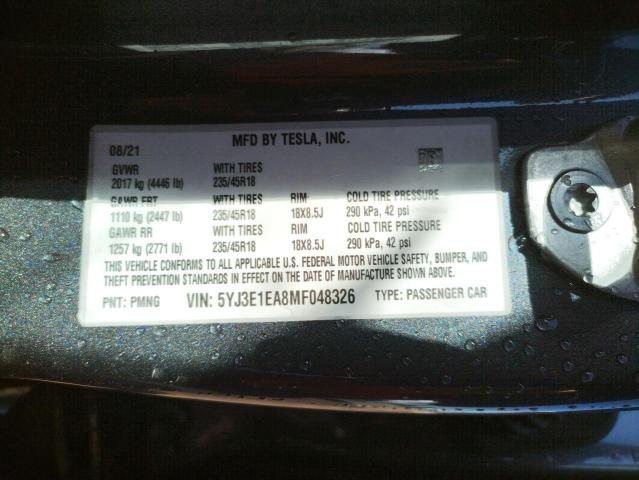 08/21 MFD BY TESLA, INC.
GVWR WITH TIRES
2017 kg (4446 lb) 235/45R18
GAWR FRT WITH TIRES RIM COLD TIRE PRESSURE
1110 kg (2447 lb) 235/45R18 18X8.5J 290 kPa, 42 psi
GAWR RR WITH TIRES RIM COLD TIRE PRESSURE
1257 kg (2771 lb) 235/45R18 18X8.5J 290 kPa, 42 psi
THIS VEHICLE CONFORMS TO ALL APPLICABLE U.S. FEDERAL MOTOR VEHICLE SAFETY, BUMPER, AND
THEFT PREVENTION STANDARDS IN EFFECT ON THE DATE OF MANUFACTURE SHOWN ABOVE.
PNT: PMNG VIN: 5YJ3E1EA8MF048326 TYPE: PASSENGER CAR